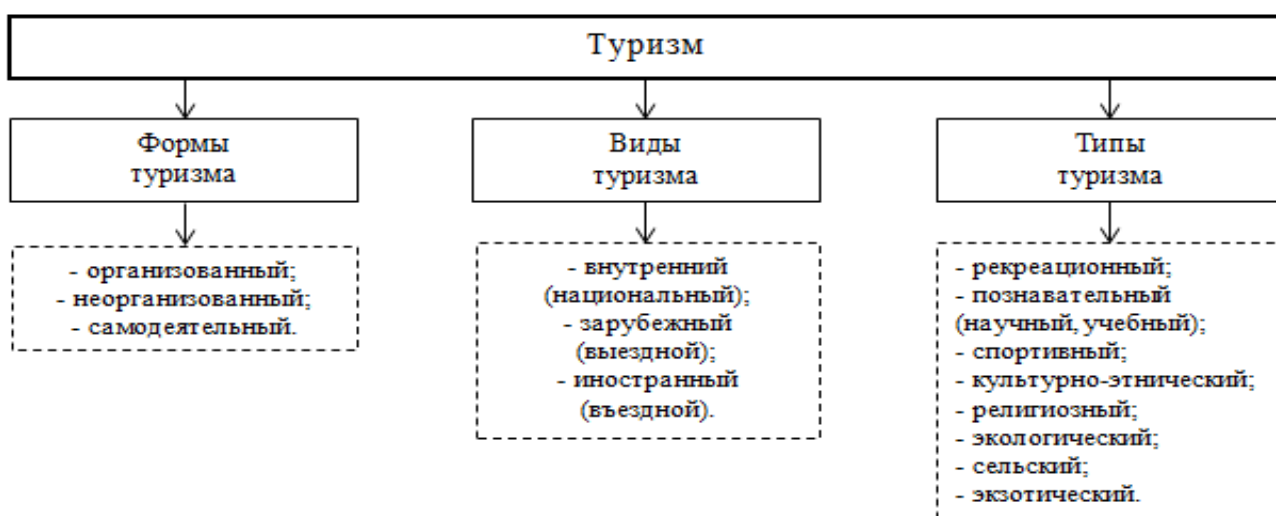 Туризм
Формы
туризма
- организованный;
- неорганизованный;
- самодеятельный.
Виды
туризма
- внутренний
(национальный);
- зарубежный
(выездной);
- иностранный
(въездной).
Типы
туризма
- рекреационный;
- познавательный
(научный, учебный);
- спортивный;
- культурно-этнический;
- религиозный;
- экологический;
- сельский;
- экзотический.